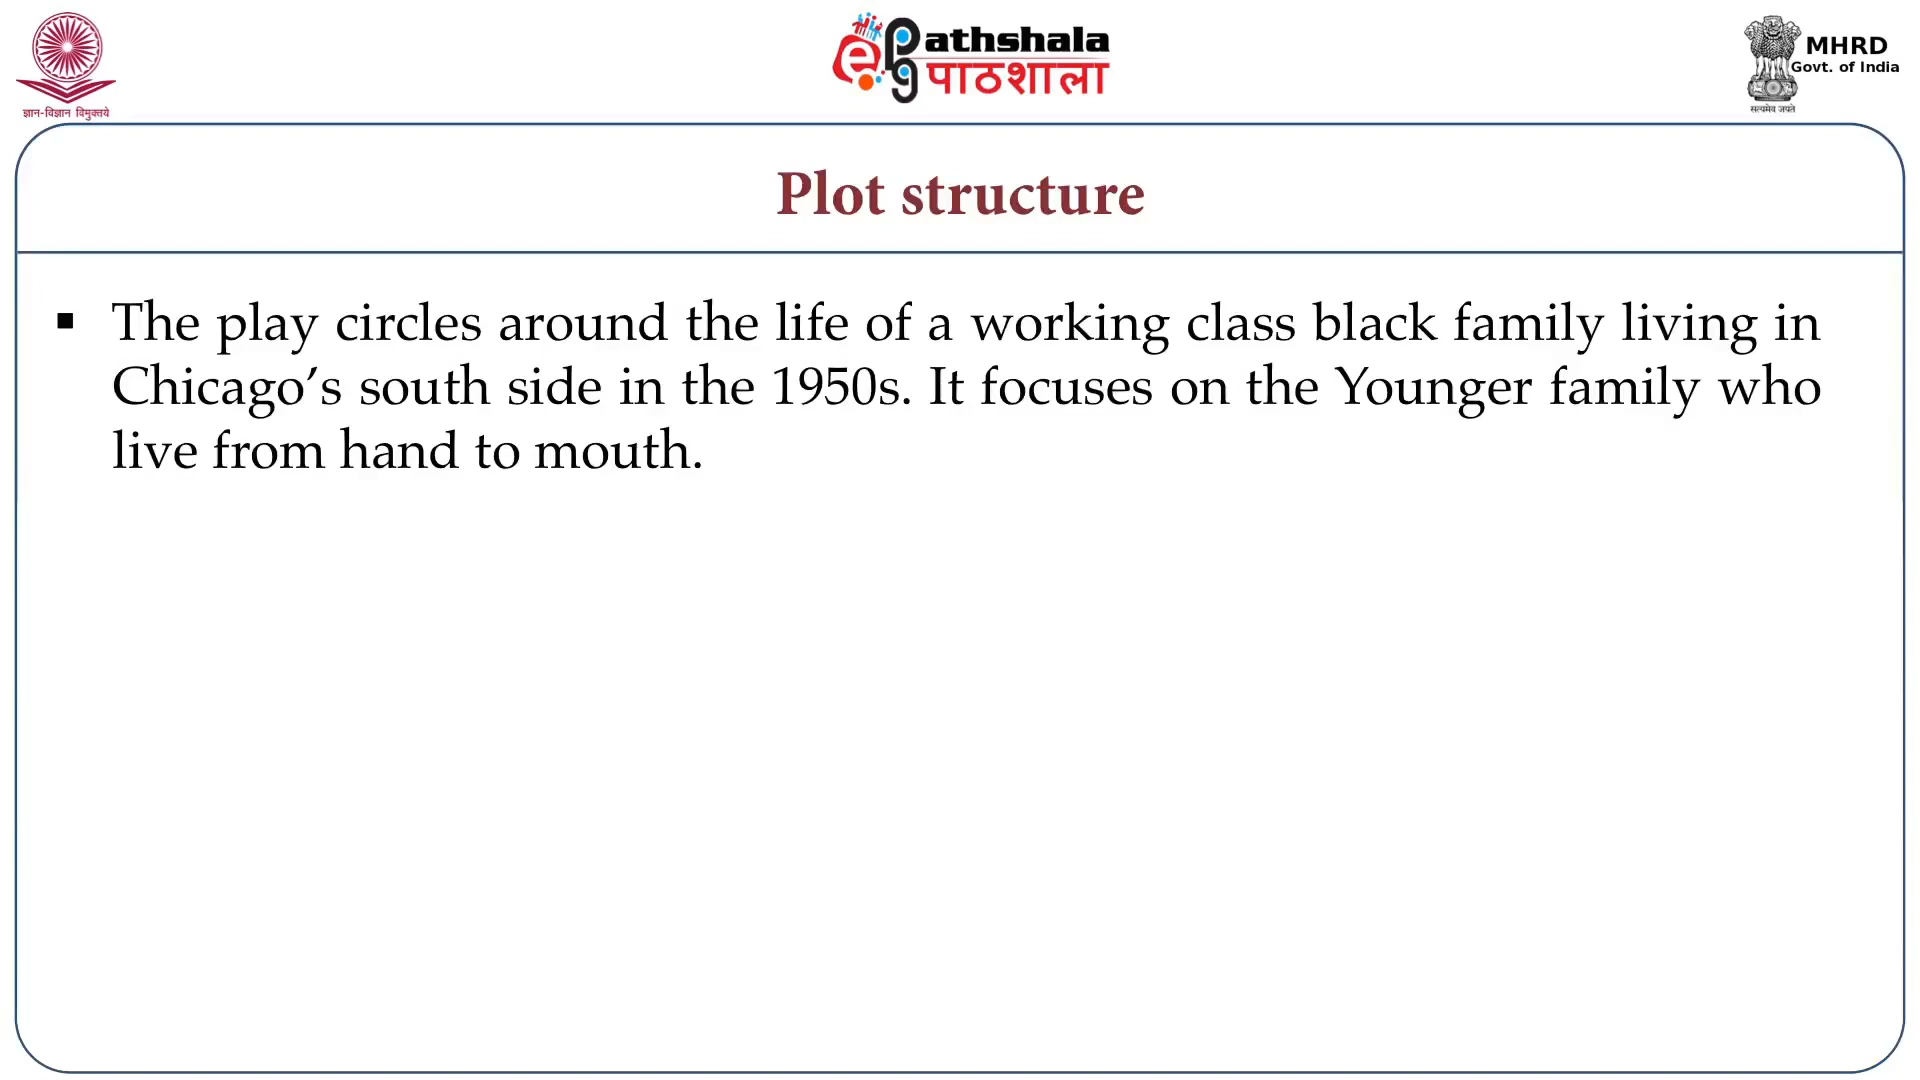 ज्ञान-विज्ञान विमुक्तये
e
pg
Pathshala
पाठशाला
MHRD
Govt. of India
सत्यमेव जयते
Plot structure
▪ The play circles around the life of a working class black family living in
Chicago’s south side in the 1950s. It focuses on the Younger family who
live from hand to mouth.